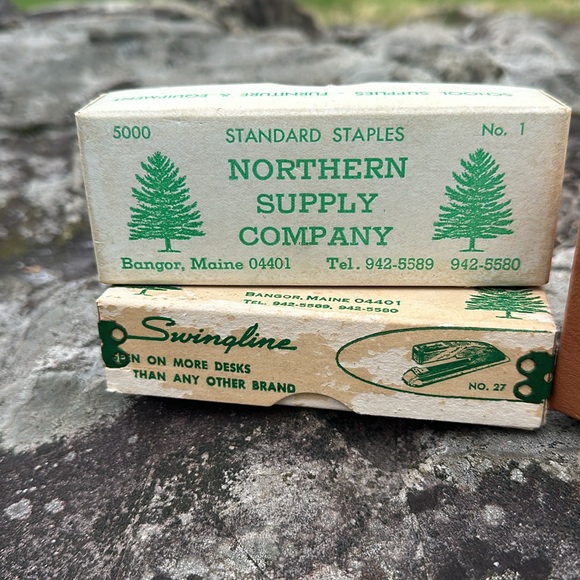 SCHOOL SUPPLIES - FURNITURE & EQUIPMENT
5000 STANDARD STAPLES No. 1
NORTHERN
SUPPLY
COMPANY
Bangor, Maine 04401 Tel. 942-5589 942-5580
BANGOR, MAINE 04401
TEL. 942-5589, 942-5580
Swingline
ON MORE DESKS
THAN ANY OTHER BRAND
NO. 27